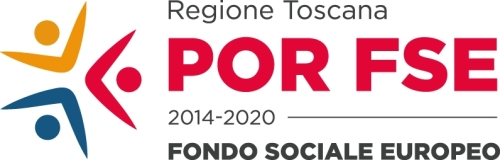 Regione Toscana
POR FSE
2014-2020
FONDO SOCIALE EUROPEO